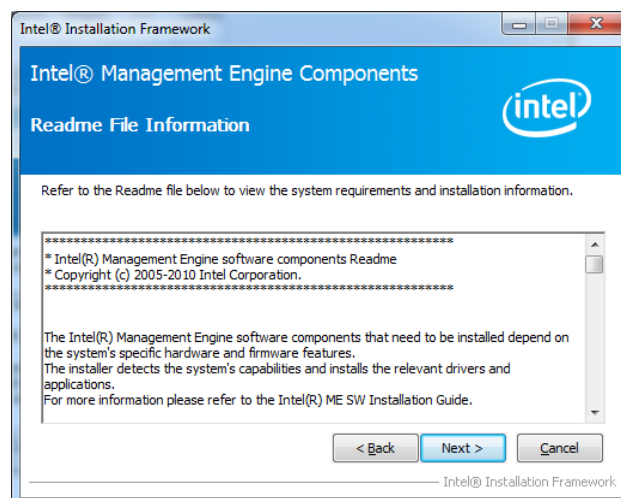 Intel® Installation Framework
Intel® Management Engine Components
Readme File Information
intel
Refer to the Readme file below to view the system requirements and installation information.
*********************************************************
* Intel(R) Management Engine software components Readme
* Copyright (c) 2005-2010 Intel Corporation.
*********************************************************
The Intel(R) Management Engine software components that need to be installed depend on
the system's specific hardware and firmware features.
The installer detects the system's capabilities and installs the relevant drivers and
applications.
For more information please refer to the Intel(R) ME SW Installation Guide.
< Back Next > Cancel
Intel® Installation Framework